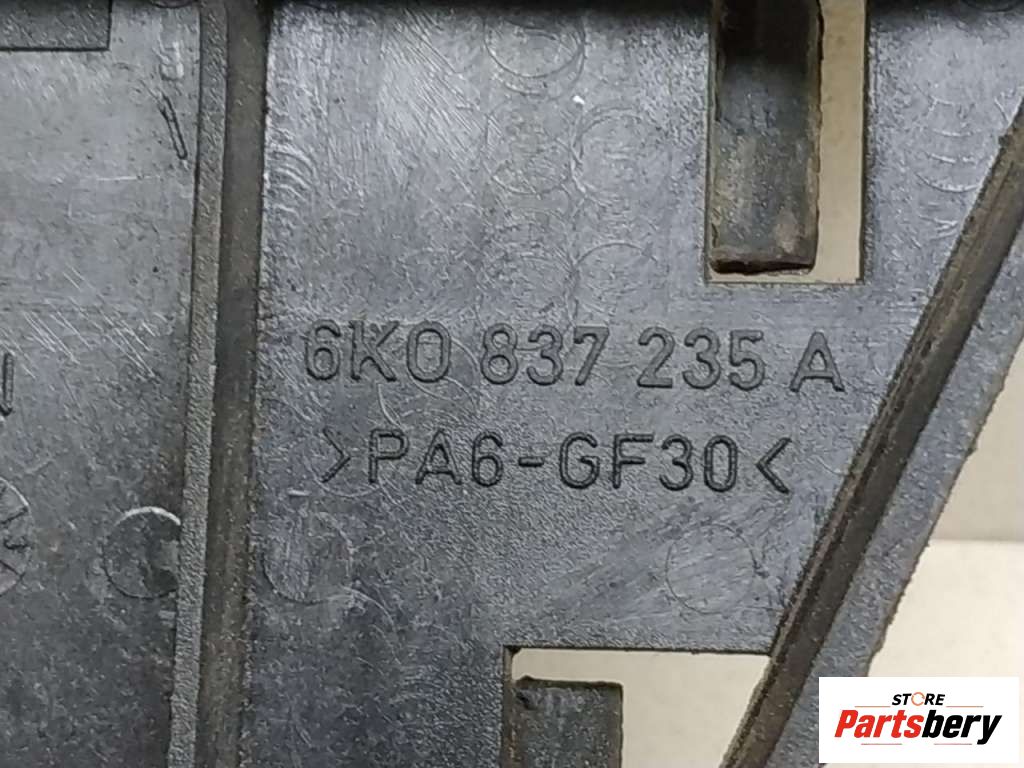 6K0 837 235 A
>PA6-GF30<
STORE
Partsbery